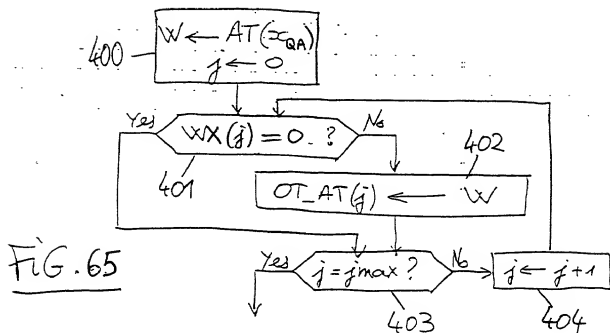 400
W ← AT(x_QA)
j ← 0
Yes
WX(j) = 0 ?
No
401
402
OT_AT(j) ← W
FIG. 65
Yes
j = jmax ?
No
j ← j+1
403
404